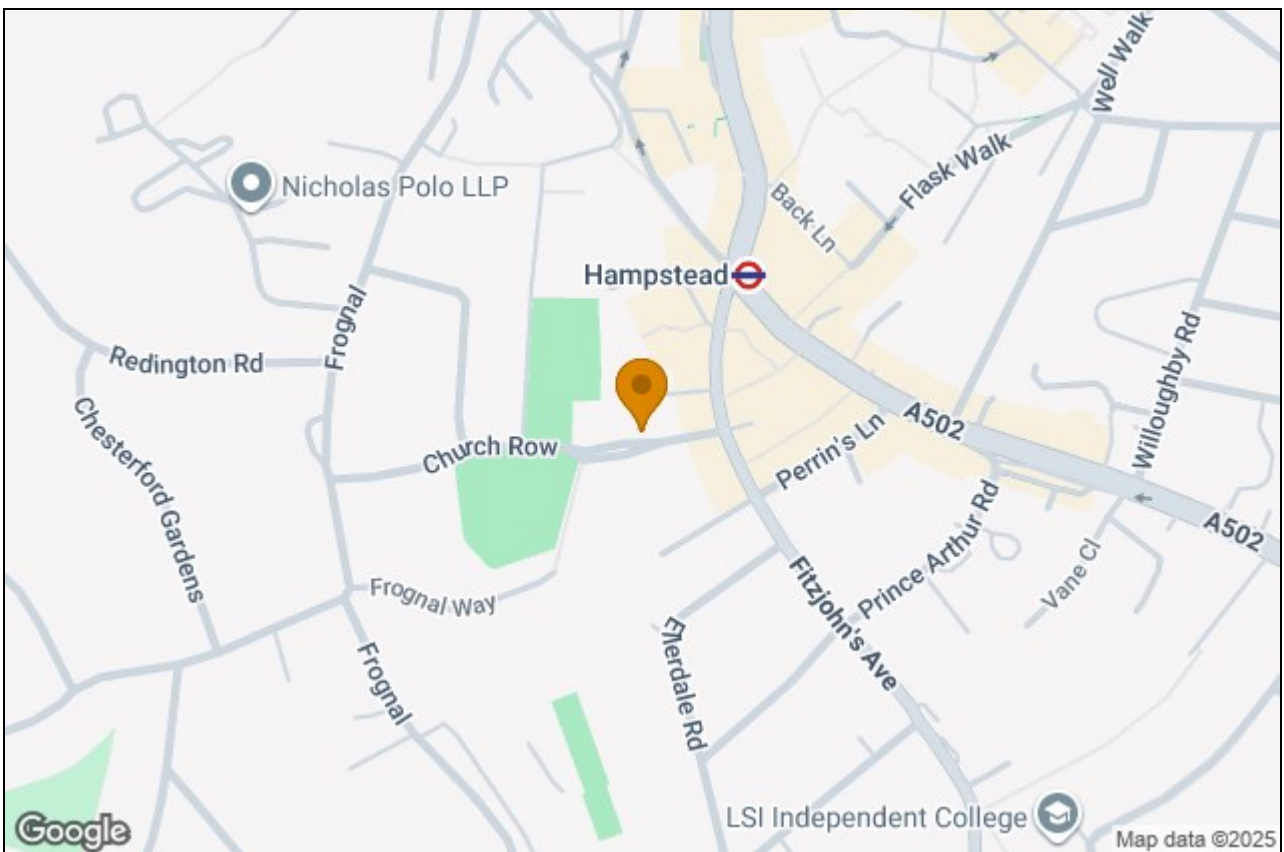 Well Walk
Flask Walk
Nicholas Polo LLP
Back Ln
Hampstead
Frognal
Redington Rd
Willoughby Rd
Chesterford Gardens
A502
Church Row
Perrin's Ln
A502
Prince Arthur Rd
Vane Cl
Frognal Way
Fitzjohn's Ave
Ellerdale Rd
Frognal
LSI Independent College
Google
Map data ©2025